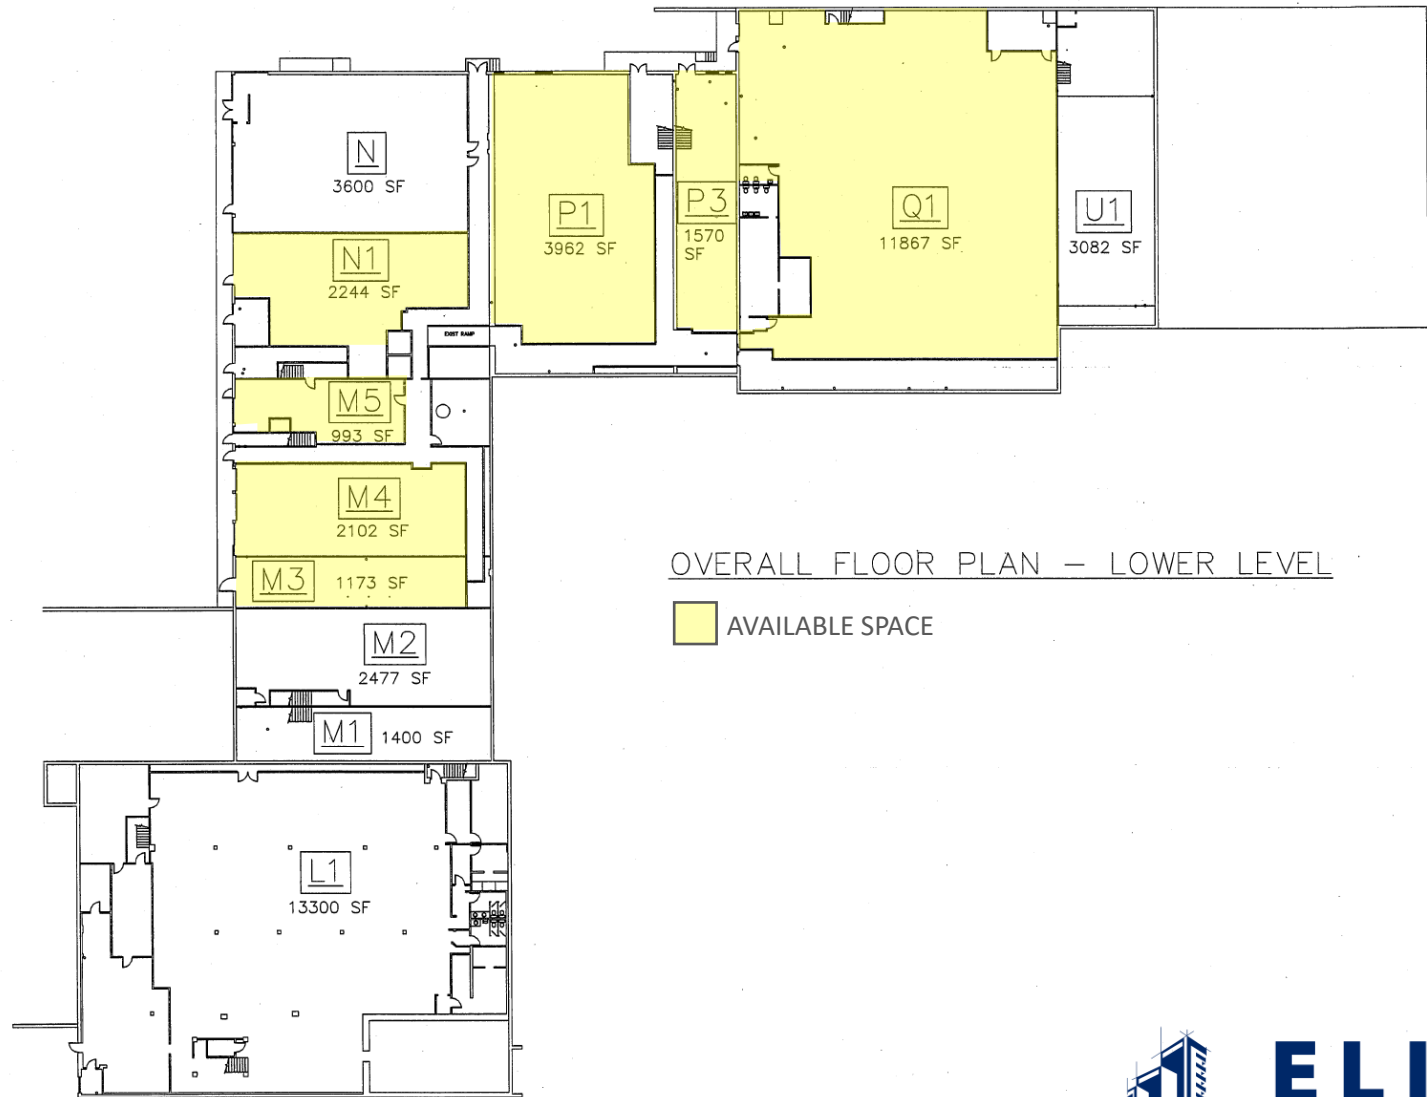 N
3600 SF
N1
2244 SF
P1
3962 SF
P3
1570
SF
Q1
11867 SF
U1
3082 SF
EXIST RAMP
M5
993 SF
M4
2102 SF
M3 1173 SF
OVERALL FLOOR PLAN – LOWER LEVEL
AVAILABLE SPACE
M2
2477 SF
M1 1400 SF
L1
13300 SF
ELI